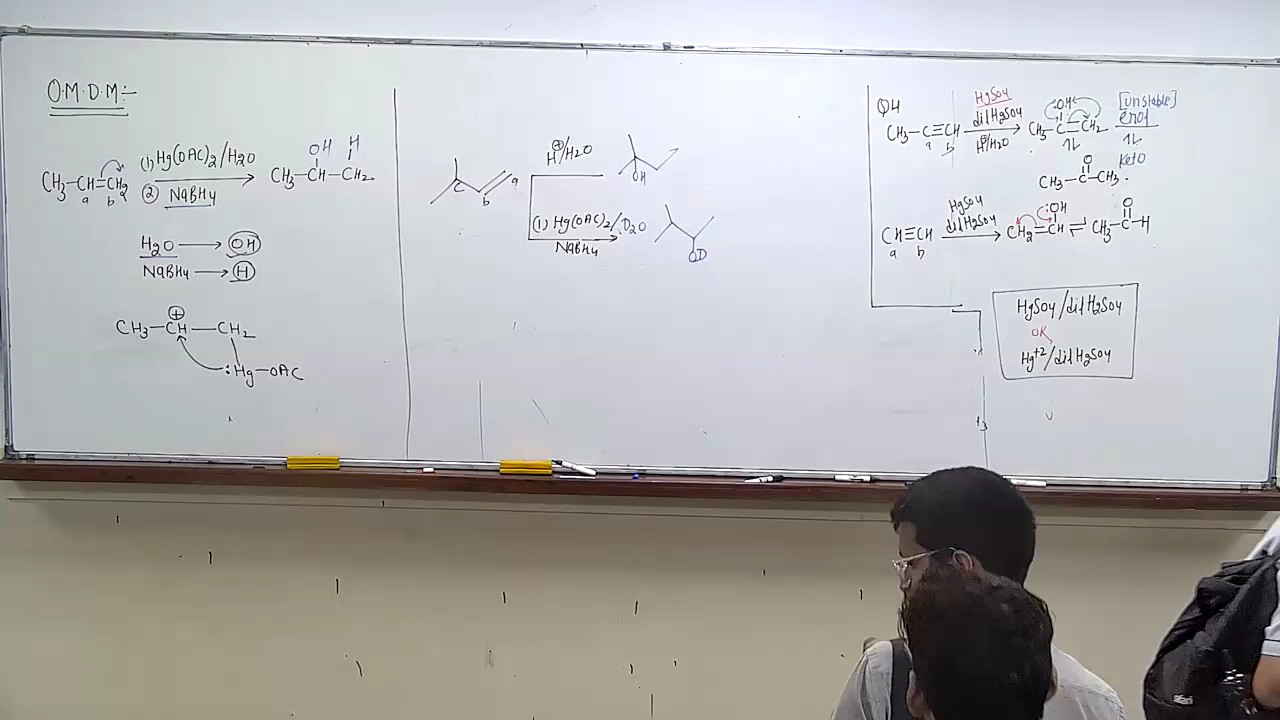 O.M.D.M:-
CH3-CH=CH2 (1) Hg(OAC)2/H2O CH3-CH-CH2
a b ② NaBH4 OH H
H2O → OH
NaBH4 → H
CH3-CH-CH2
⊕
:Hg-OAC
C b a
H⊕/H2O
OH
(1) Hg(OAC)2/D2O
NaBH4
OD
Q4
HgSO4
CH3-C≡CH dil H2SO4 CH3-C=CH2 [unstable]
a b H⊕/H2O :OH enol
⇅ ⇅
O Keto
CH3-C-CH3.
HgSO4
CH≡CH dil H2SO4 CH2=CH ⇌ CH3-C-H
a b :OH O
HgSO4/dil H2SO4
OR
Hg+2/dil H2SO4